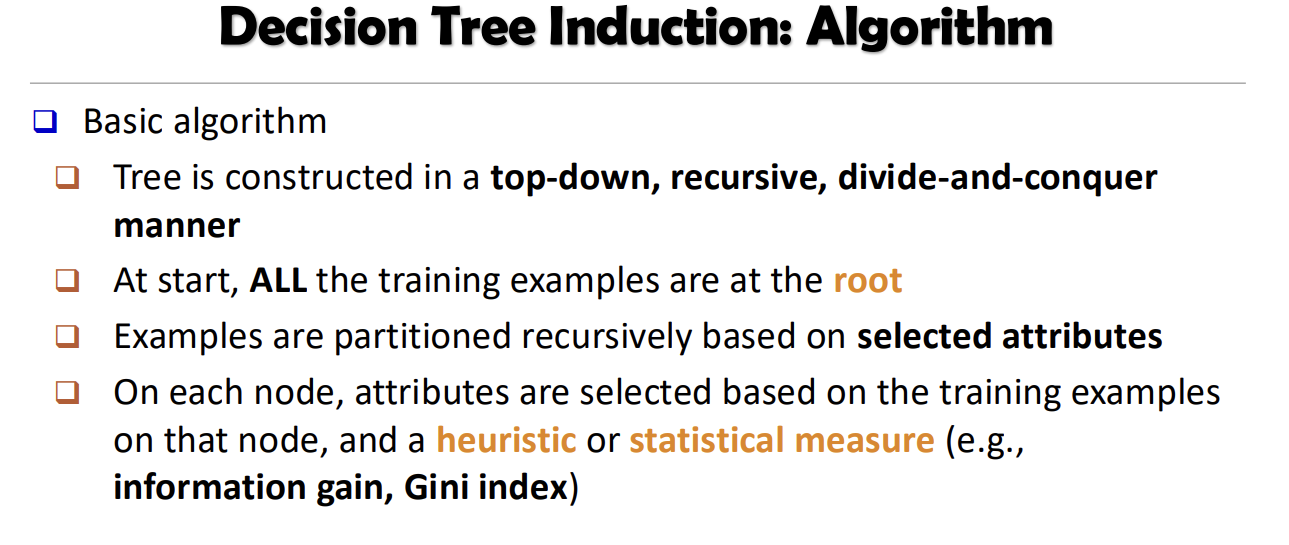 Decision Tree Induction: Algorithm
❑ Basic algorithm
❑ Tree is constructed in a top-down, recursive, divide-and-conquer
manner
❑ At start, ALL the training examples are at the root
❑ Examples are partitioned recursively based on selected attributes
❑ On each node, attributes are selected based on the training examples
on that node, and a heuristic or statistical measure (e.g.,
information gain, Gini index)